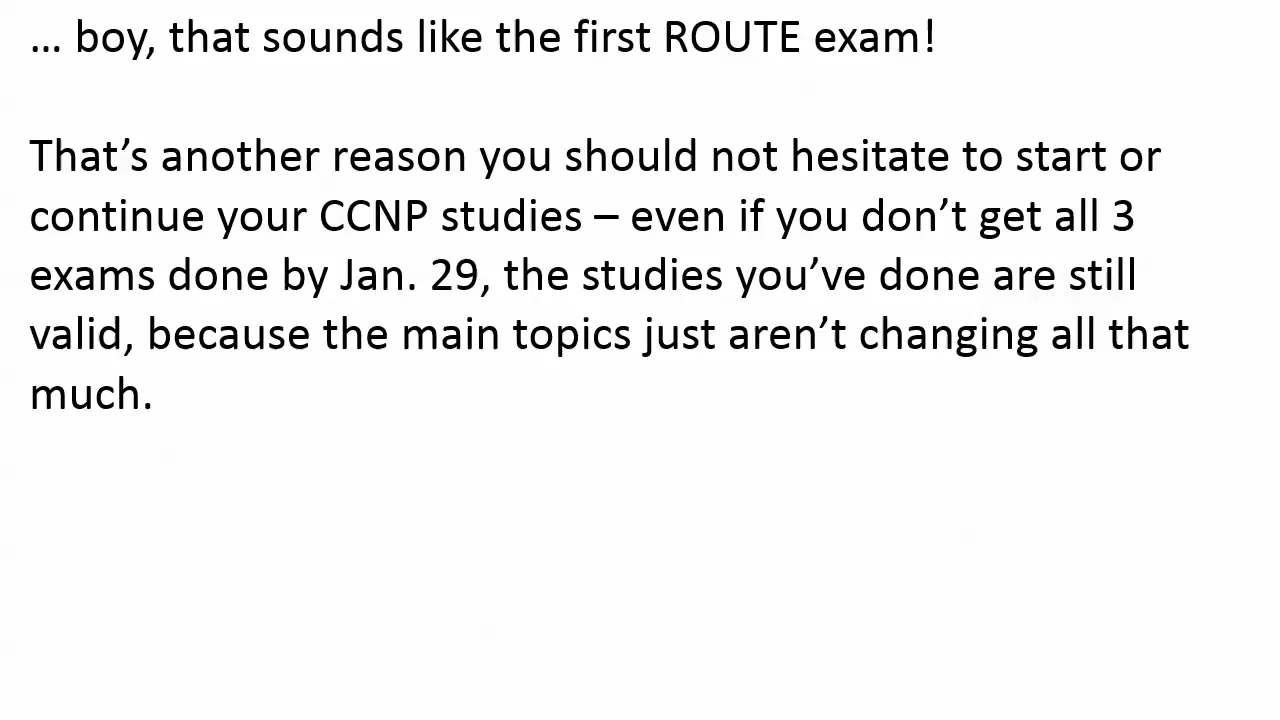 … boy, that sounds like the first ROUTE exam!
That’s another reason you should not hesitate to start or
continue your CCNP studies – even if you don’t get all 3
exams done by Jan. 29, the studies you’ve done are still
valid, because the main topics just aren’t changing all that
much.